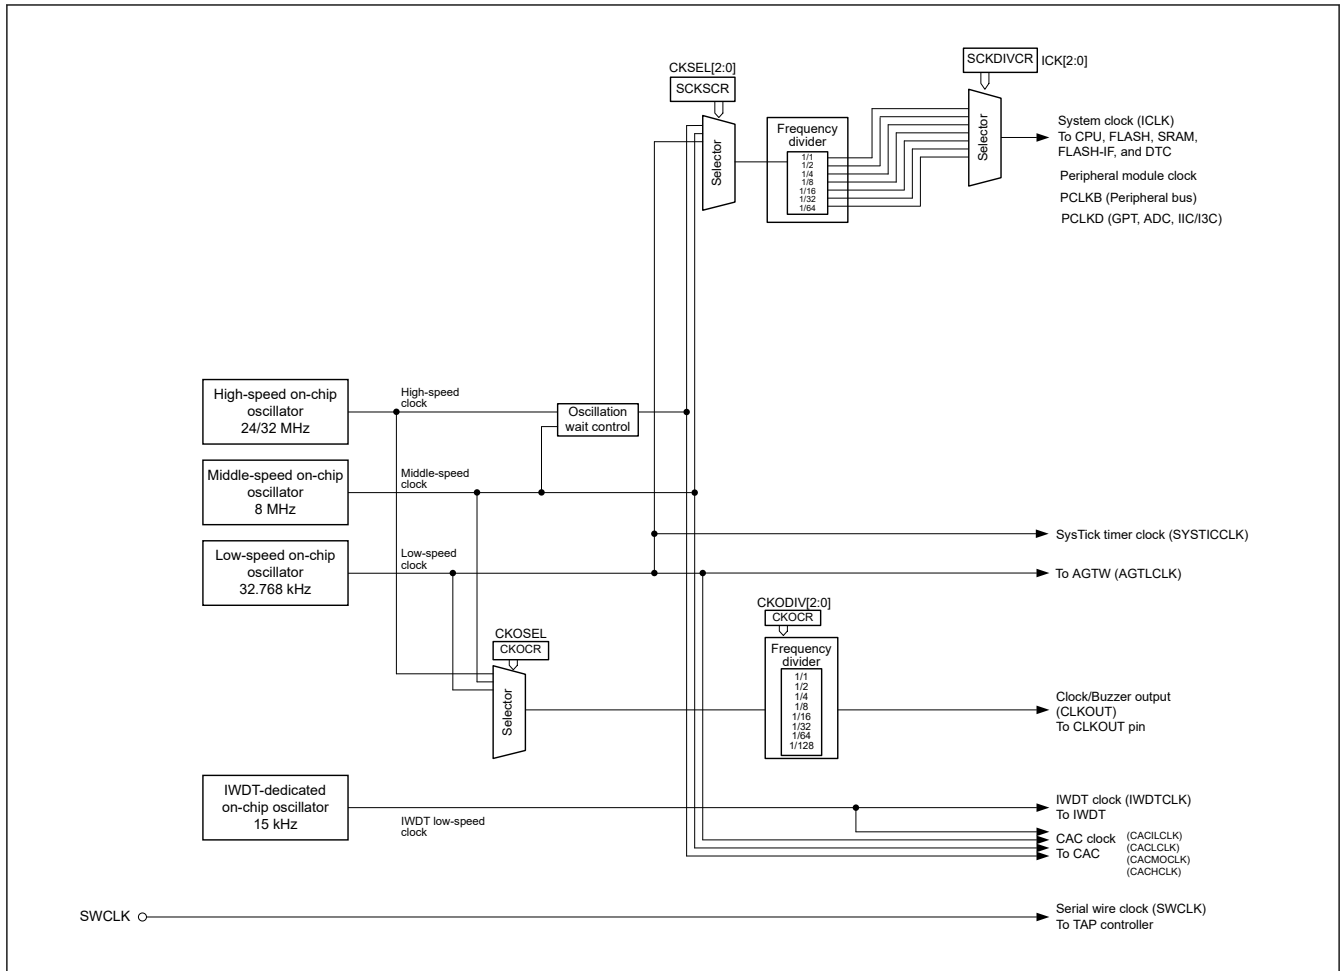 CKSEL[2:0]
SCKSCR
Selector
Frequency
divider
1/1
1/2
1/4
1/8
1/16
1/32
1/64
SCKDIVCR
ICK[2:0]
Selector
System clock (ICLK)
To CPU, FLASH, SRAM,
FLASH-IF, and DTC
Peripheral module clock
PCLKB (Peripheral bus)
PCLKD (GPT, ADC, IIC/I3C)
High-speed on-chip
oscillator
24/32 MHz
High-speed
clock
Oscillation
wait control
Middle-speed on-chip
oscillator
8 MHz
Middle-speed
clock
Low-speed on-chip
oscillator
32.768 kHz
Low-speed
clock
SysTick timer clock (SYSTICCLK)
To AGTW (AGTLCLK)
CKOSEL
CKOCR
Selector
CKODIV[2:0]
CKOCR
Frequency
divider
1/1
1/2
1/4
1/8
1/16
1/32
1/64
1/128
Clock/Buzzer output
(CLKOUT)
To CLKOUT pin
IWDT-dedicated
on-chip oscillator
15 kHz
IWDT low-speed
clock
IWDT clock (IWDTCLK)
To IWDT
CAC clock
To CAC
(CACILCLK)
(CACLCLK)
(CACMOCLK)
(CACHCLK)
SWCLK
Serial wire clock (SWCLK)
To TAP controller